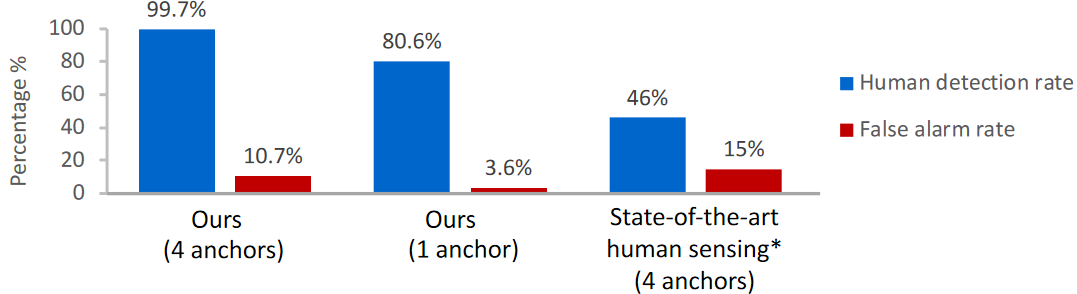 99.7%
100
80.6%
80
60
46%
40
20
10.7%
3.6%
15%
0
Percentage %
Human detection rate
False alarm rate
Ours
(4 anchors)
Ours
(1 anchor)
State-of-the-art
human sensing*
(4 anchors)